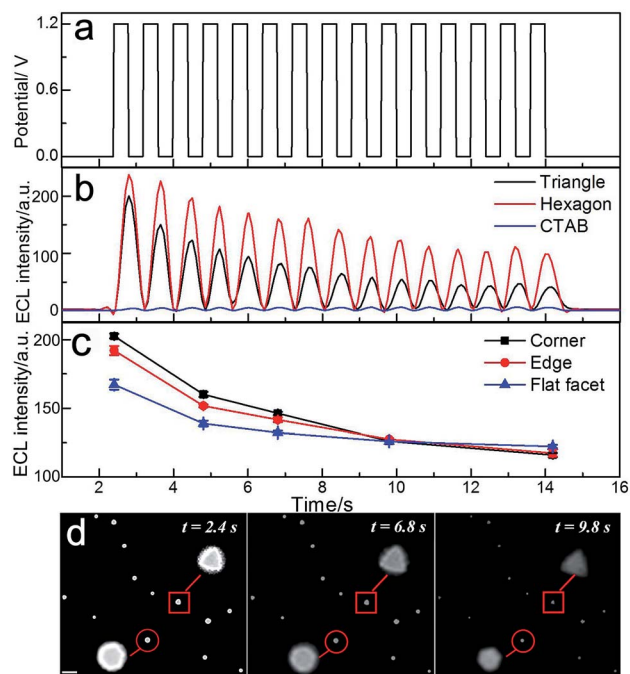 a
Potential/ V
1.2
0.6
0.0
b
ECL intensity/a.u.
200
100
0
Triangle
Hexagon
CTAB
c
ECL intensity/a.u.
200
150
100
Corner
Edge
Flat facet
2 4 6 8 10 12 14 16
Time/s
d
t = 2.4 s
t = 6.8 s
t = 9.8 s